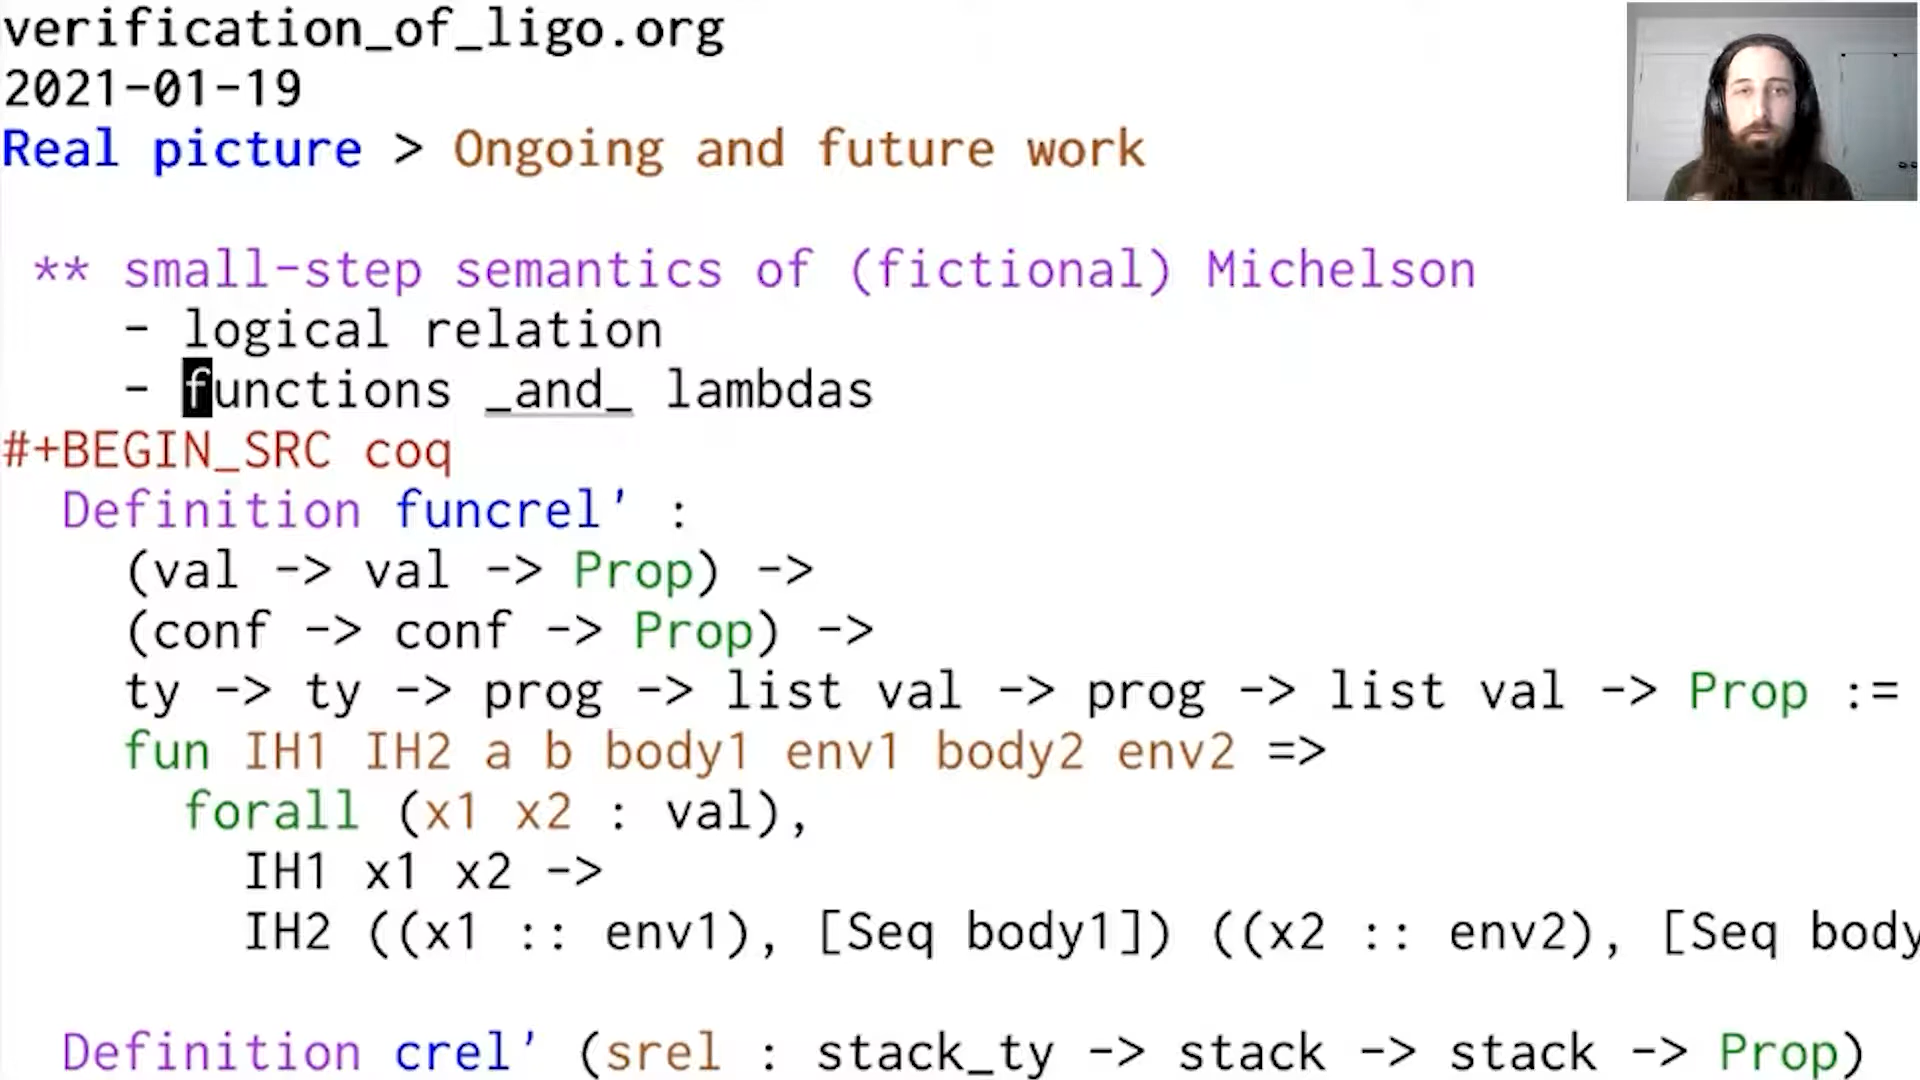 verification_of_ligo.org
2021-01-19
Real picture > Ongoing and future work
** small-step semantics of (fictional) Michelson
- logical relation
- functions _and_ lambdas
#+BEGIN_SRC coq
Definition funcrel' :
(val -> val -> Prop) ->
(conf -> conf -> Prop) ->
ty -> ty -> prog -> list val -> prog -> list val -> Prop :=
fun IH1 IH2 a b body1 env1 body2 env2 =>
forall (x1 x2 : val),
IH1 x1 x2 ->
IH2 ((x1 :: env1), [Seq body1]) ((x2 :: env2), [Seq body
Definition crel' (srel : stack_ty -> stack -> stack -> Prop)